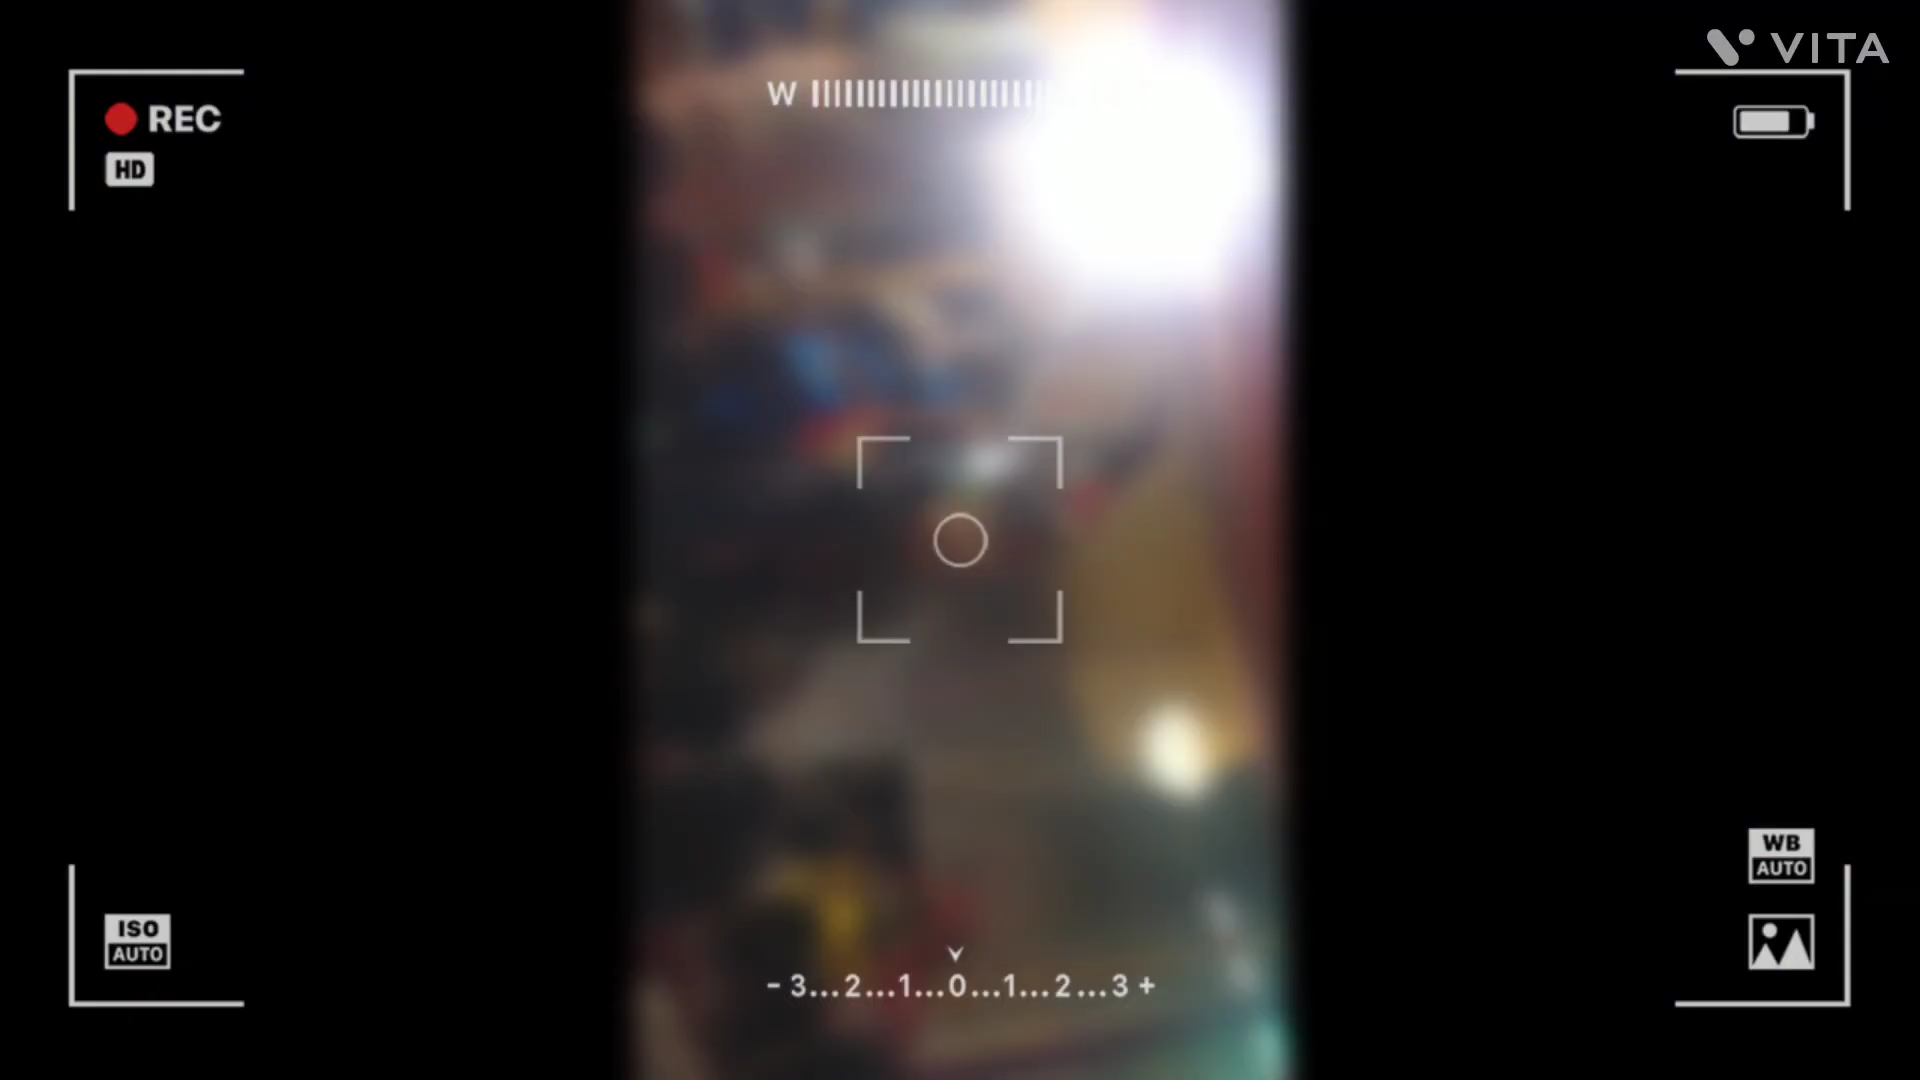 VITA
W
REC
HD
ISO
AUTO
WB
AUTO
- 3...2...1...0...1...2...3 +